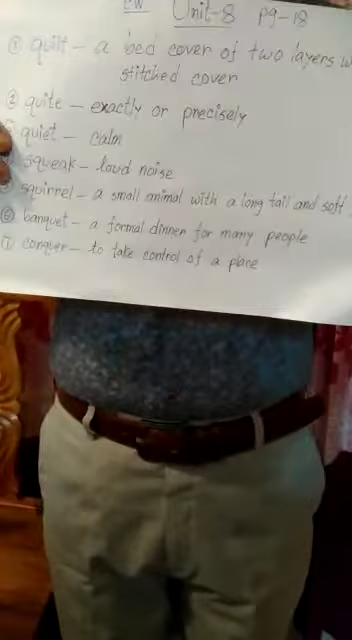 CW Unit-8 pg-18
① quilt - a bed cover of two layers w
stitched cover
② quite - exactly or precisely
quiet - calm
squeak - loud noise
squirrel - a small animal with a long tail and soft
⑥ banquet - a formal dinner for many people
⑦ conquer - to take control of a place